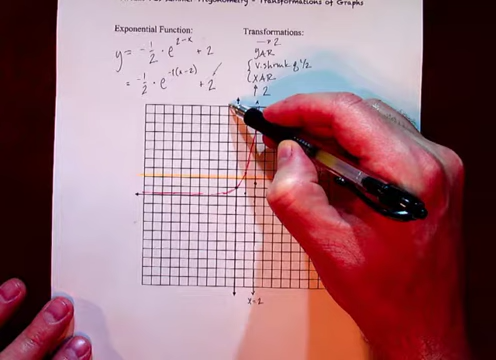 Trigonometry - Transformations of Graphs
Exponential Function: Transformations:
y = -1/2 · e^(2-x) + 2 → 2
yAR
= -1/2 · e^(-1(x-2)) + 2 V. shrink of 1/2
XAR
↑ 2
x=2